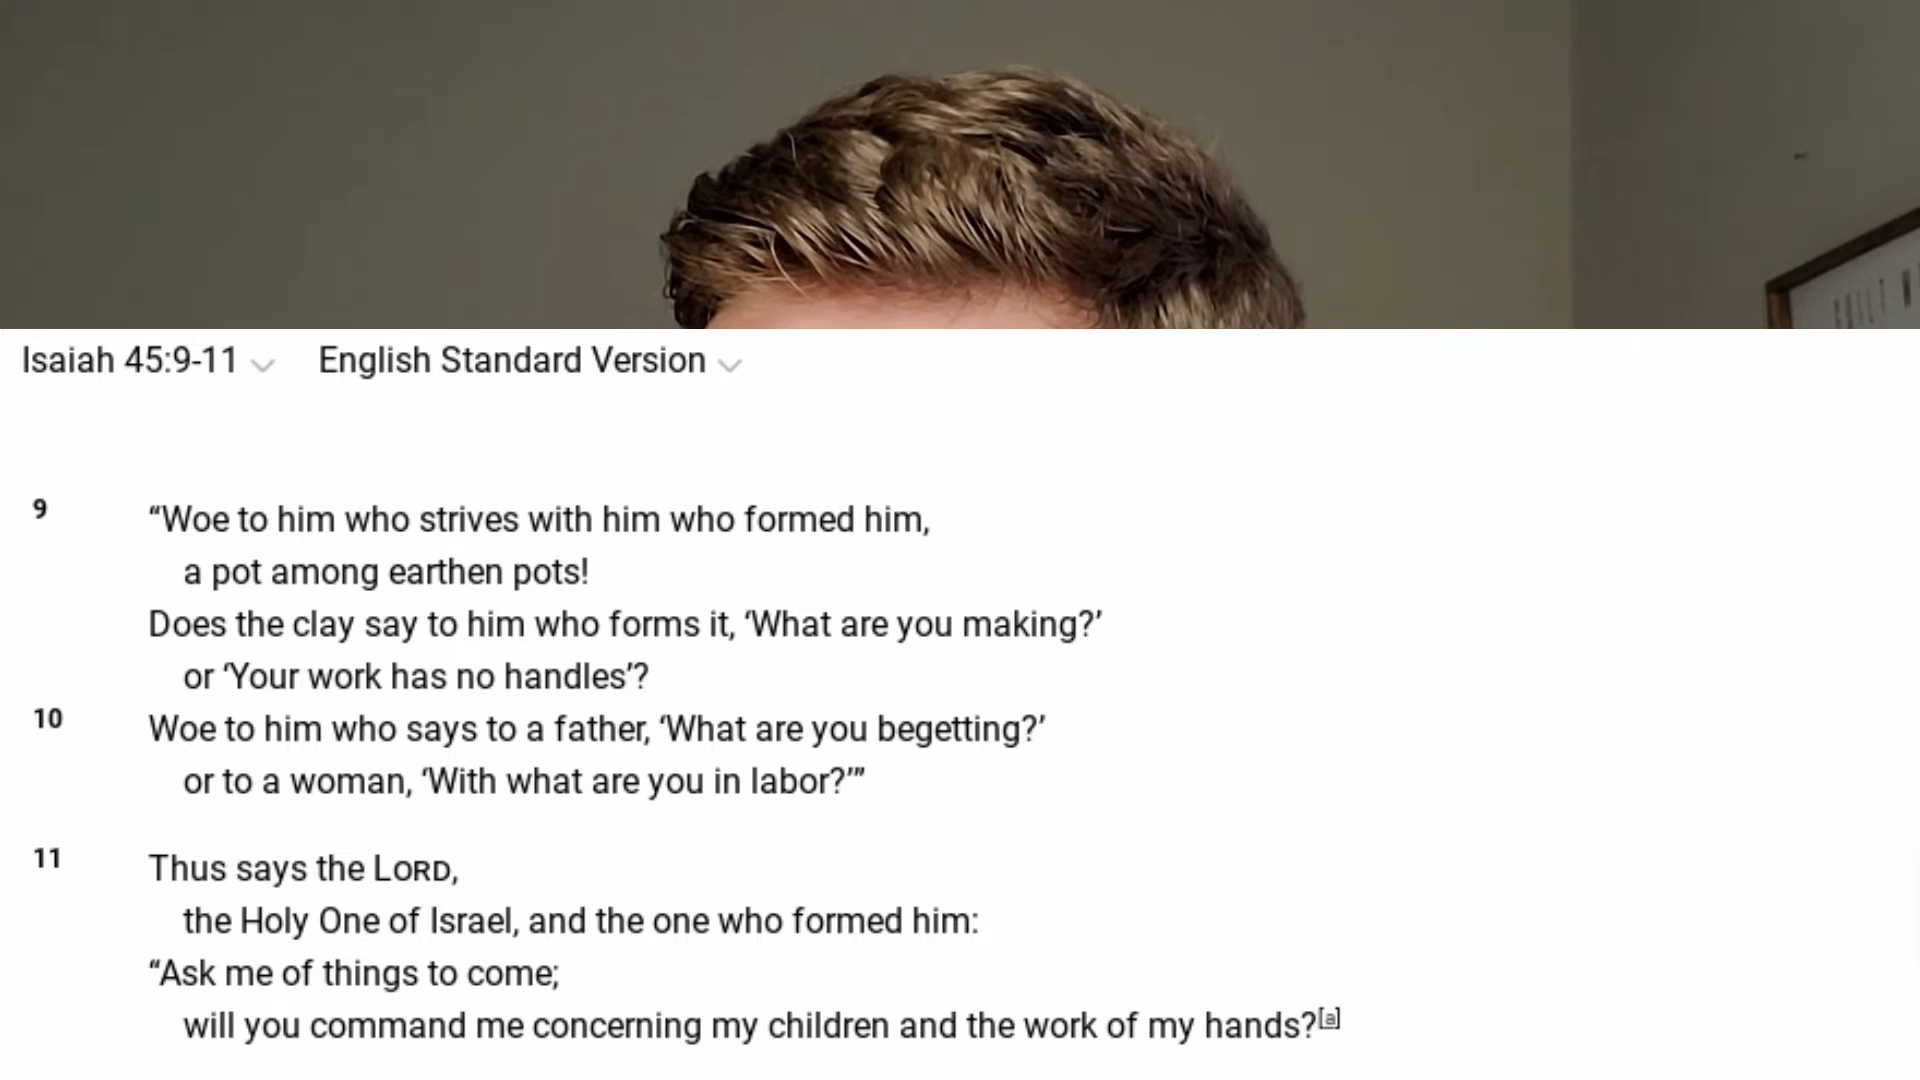 Isaiah 45:9-11 English Standard Version
9 “Woe to him who strives with him who formed him,
a pot among earthen pots!
Does the clay say to him who forms it, ‘What are you making?’
or ‘Your work has no handles’?
10 Woe to him who says to a father, ‘What are you begetting?’
or to a woman, ‘With what are you in labor?’”
11 Thus says the LORD,
the Holy One of Israel, and the one who formed him:
“Ask me of things to come;
will you command me concerning my children and the work of my hands?[a]